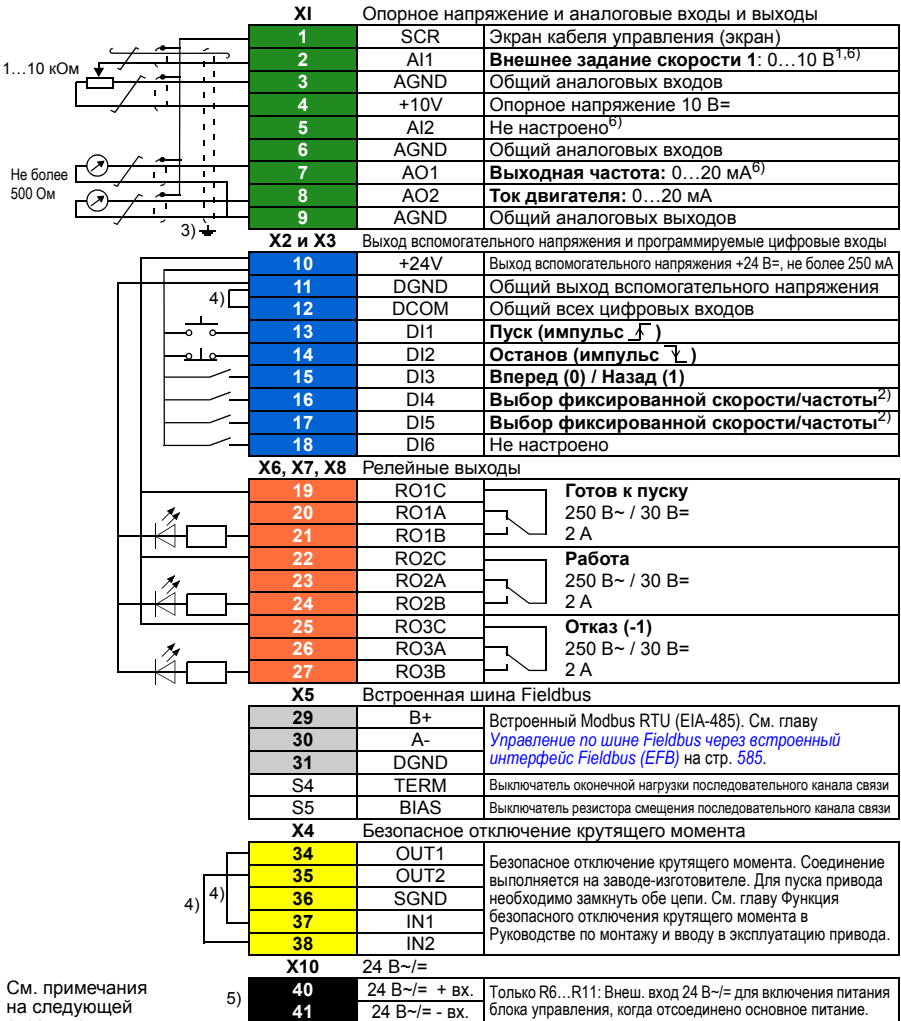 XI Опорное напряжение и аналоговые входы и выходы
1 SCR Экран кабеля управления (экран)
1…10 кОм
2 AI1 Внешнее задание скорости 1: 0…10 В1,6)
3 AGND Общий аналоговых входов
4 +10V Опорное напряжение 10 В=
5 AI2 Не настроено6)
6 AGND Общий аналоговых входов
Не более
500 Ом
7 AO1 Выходная частота: 0…20 мА6)
8 AO2 Ток двигателя: 0…20 мА
9 AGND Общий аналоговых выходов
3)
X2 и X3 Выход вспомогательного напряжения и программируемые цифровые входы
10 +24V Выход вспомогательного напряжения +24 В=, не более 250 мА
11 DGND Общий выход вспомогательного напряжения
4)
12 DCOM Общий всех цифровых входов
13 DI1 Пуск (импульс )
14 DI2 Останов (импульс )
15 DI3 Вперед (0) / Назад (1)
16 DI4 Выбор фиксированной скорости/частоты2)
17 DI5 Выбор фиксированной скорости/частоты2)
18 DI6 Не настроено
X6, X7, X8 Релейные выходы
19 RO1C Готов к пуску
20 RO1A 250 В~ / 30 В=
21 RO1B 2 A
22 RO2C Работа
23 RO2A 250 В~ / 30 В=
24 RO2B 2 A
25 RO3C Отказ (-1)
26 RO3A 250 В~ / 30 В=
27 RO3B 2 A
X5 Встроенная шина Fieldbus
29 B+
30 A-
31 DGND
Встроенный Modbus RTU (EIA-485). См. главу
Управление по шине Fieldbus через встроенный
интерфейс Fieldbus (EFB) на стр. 585.
S4 TERM Выключатель оконечной нагрузки последовательного канала связи
S5 BIAS Выключатель резистора смещения последовательного канала связи
X4 Безопасное отключение крутящего момента
34 OUT1
35 OUT2
36 SGND
37 IN1
38 IN2
4) 4)
Безопасное отключение крутящего момента. Соединение
выполняется на заводе-изготовителе. Для пуска привода
необходимо замкнуть обе цепи. См. главу Функция
безопасного отключения крутящего момента в
Руководстве по монтажу и вводу в эксплуатацию привода.
X10 24 В~/=
См. примечания
на следующей
5)
40 24 В~/= + вх.
41 24 В~/= - вх.
Только R6…R11: Внеш. вход 24 В~/= для включения питания
блока управления, когда отсоединено основное питание.